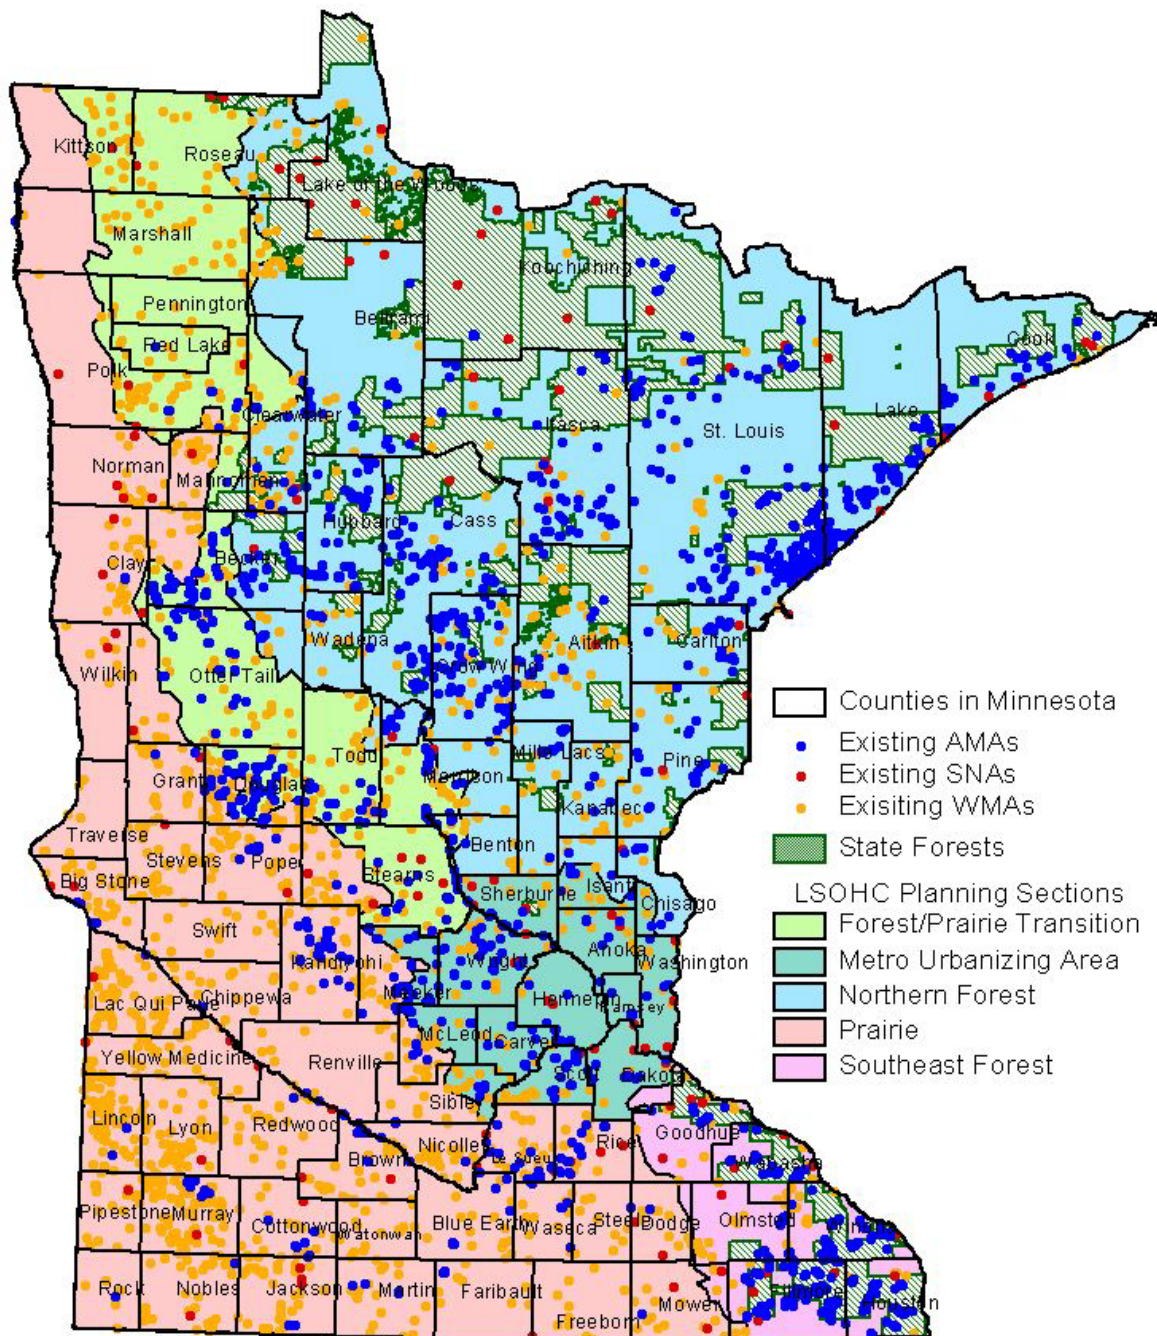 Kittson
Roseau
Lake of the Woods
Marshall
Koochiching
Pennington
Beltrami
Red Lake
Cook
Polk
Clearwater
Lake
Itasca
St. Louis
Norman
Mahnomen
Hubbard
Cass
Clay
Becker
Wadena
Aitkin
Carlton
Crow Wing
Wilkin
Otter Tail
Counties in Minnesota
Existing AMAs
Existing SNAs
Exisiting WMAs
State Forests
LSOHC Planning Sections
Forest/Prairie Transition
Metro Urbanizing Area
Northern Forest
Prairie
Southeast Forest
Todd
Mille Lacs
Pine
Grant
Douglas
Morrison
Kanabec
Traverse
Stevens
Pope
Benton
Stearns
Big Stone
Sherburne
Isanti
Chisago
Swift
Anoka
Kandiyohi
Wright
Washington
Meeker
Lac Qui Parle
Chippewa
Hennepin
Ramsey
McLeod
Carver
Yellow Medicine
Renville
Scott
Dakota
Sibley
Lincoln
Lyon
Redwood
Nicollet
Rice
Goodhue
Brown
Le Sueur
Wabasha
Pipestone
Murray
Cottonwood
Watonwan
Blue Earth
Waseca
Steele
Dodge
Olmsted
Winona
Rock
Nobles
Jackson
Martin
Faribault
Freeborn
Mower
Fillmore
Houston